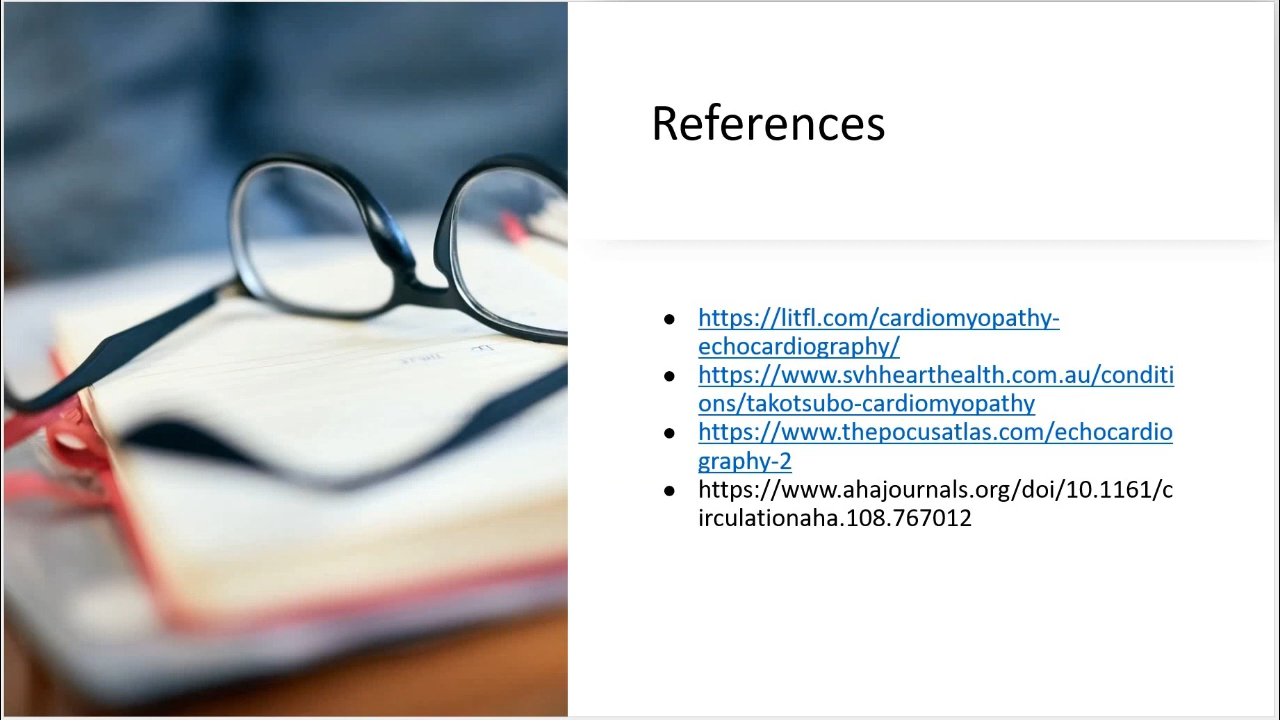 References
● https://litfl.com/cardiomyopathy-
echocardiography/
● https://www.svhhearthealth.com.au/conditi
ons/takotsubo-cardiomyopathy
● https://www.thepocusatlas.com/echocardio
graphy-2
● https://www.ahajournals.org/doi/10.1161/c
irculationaha.108.767012